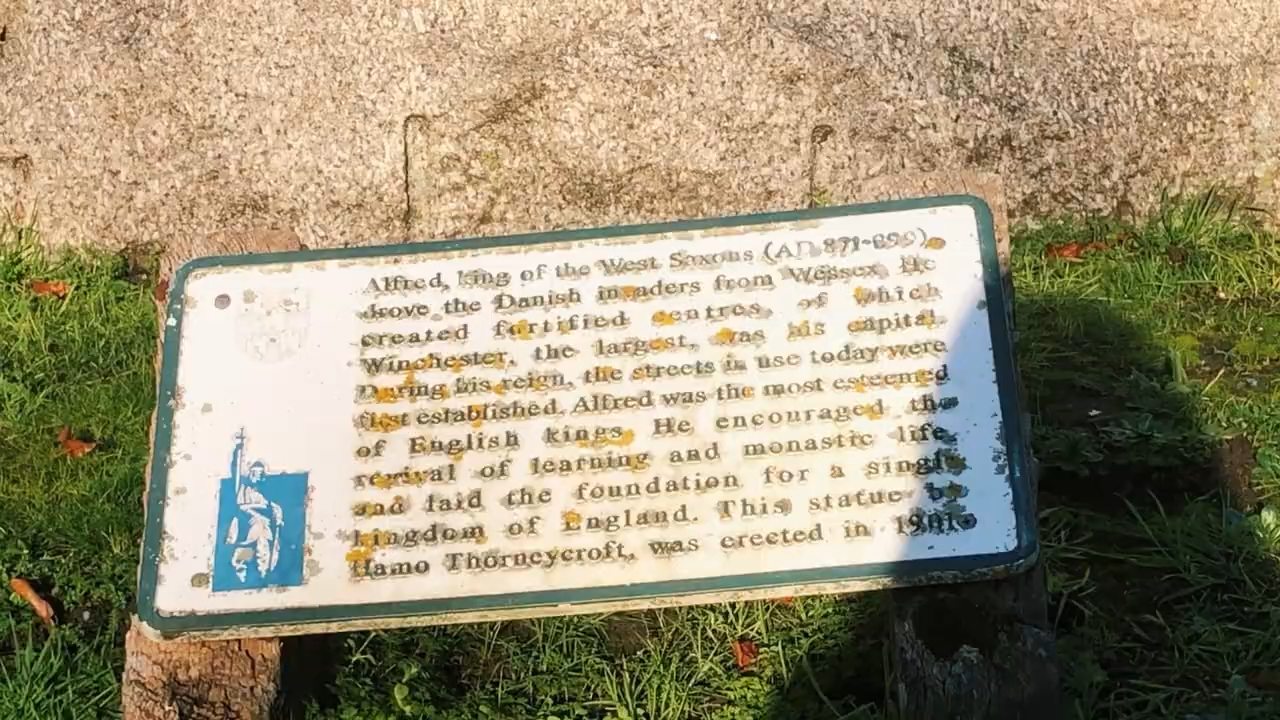 Alfred, king of the West Saxons (AD 871-899),
drove the Danish invaders from Wessex. He
created fortified centres, of which
Winchester, the largest, was his capital.
During his reign, the streets in use today were
first established. Alfred was the most esteemed
of English kings. He encouraged the
revival of learning and monastic life
and laid the foundation for a single
kingdom of England. This statue by
Hamo Thorneycroft, was erected in 1901.